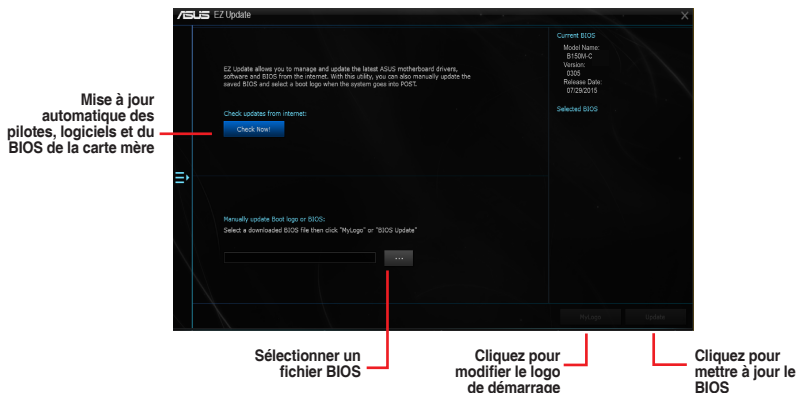 ASUS EZ Update
EZ Update allows you to manage and update the latest ASUS motherboard drivers,
software and BIOS from the internet. With this utility, you can also manually update the
saved BIOS and select a boot logo when the system goes into POST.
Check updates from internet:
Check Now!
Manually update Boot logo or BIOS:
Select a downloaded BIOS file then click "MyLogo" or "BIOS Update"
...
Current BIOS
Model Name:
B150M-C
Version:
0305
Release Date:
07/29/2015
Selected BIOS
MyLogo
Update
Mise à jour
automatique des
pilotes, logiciels et du
BIOS de la carte mère
Sélectionner un
fichier BIOS
Cliquez pour
modifier le logo
de démarrage
Cliquez pour
mettre à jour le
BIOS